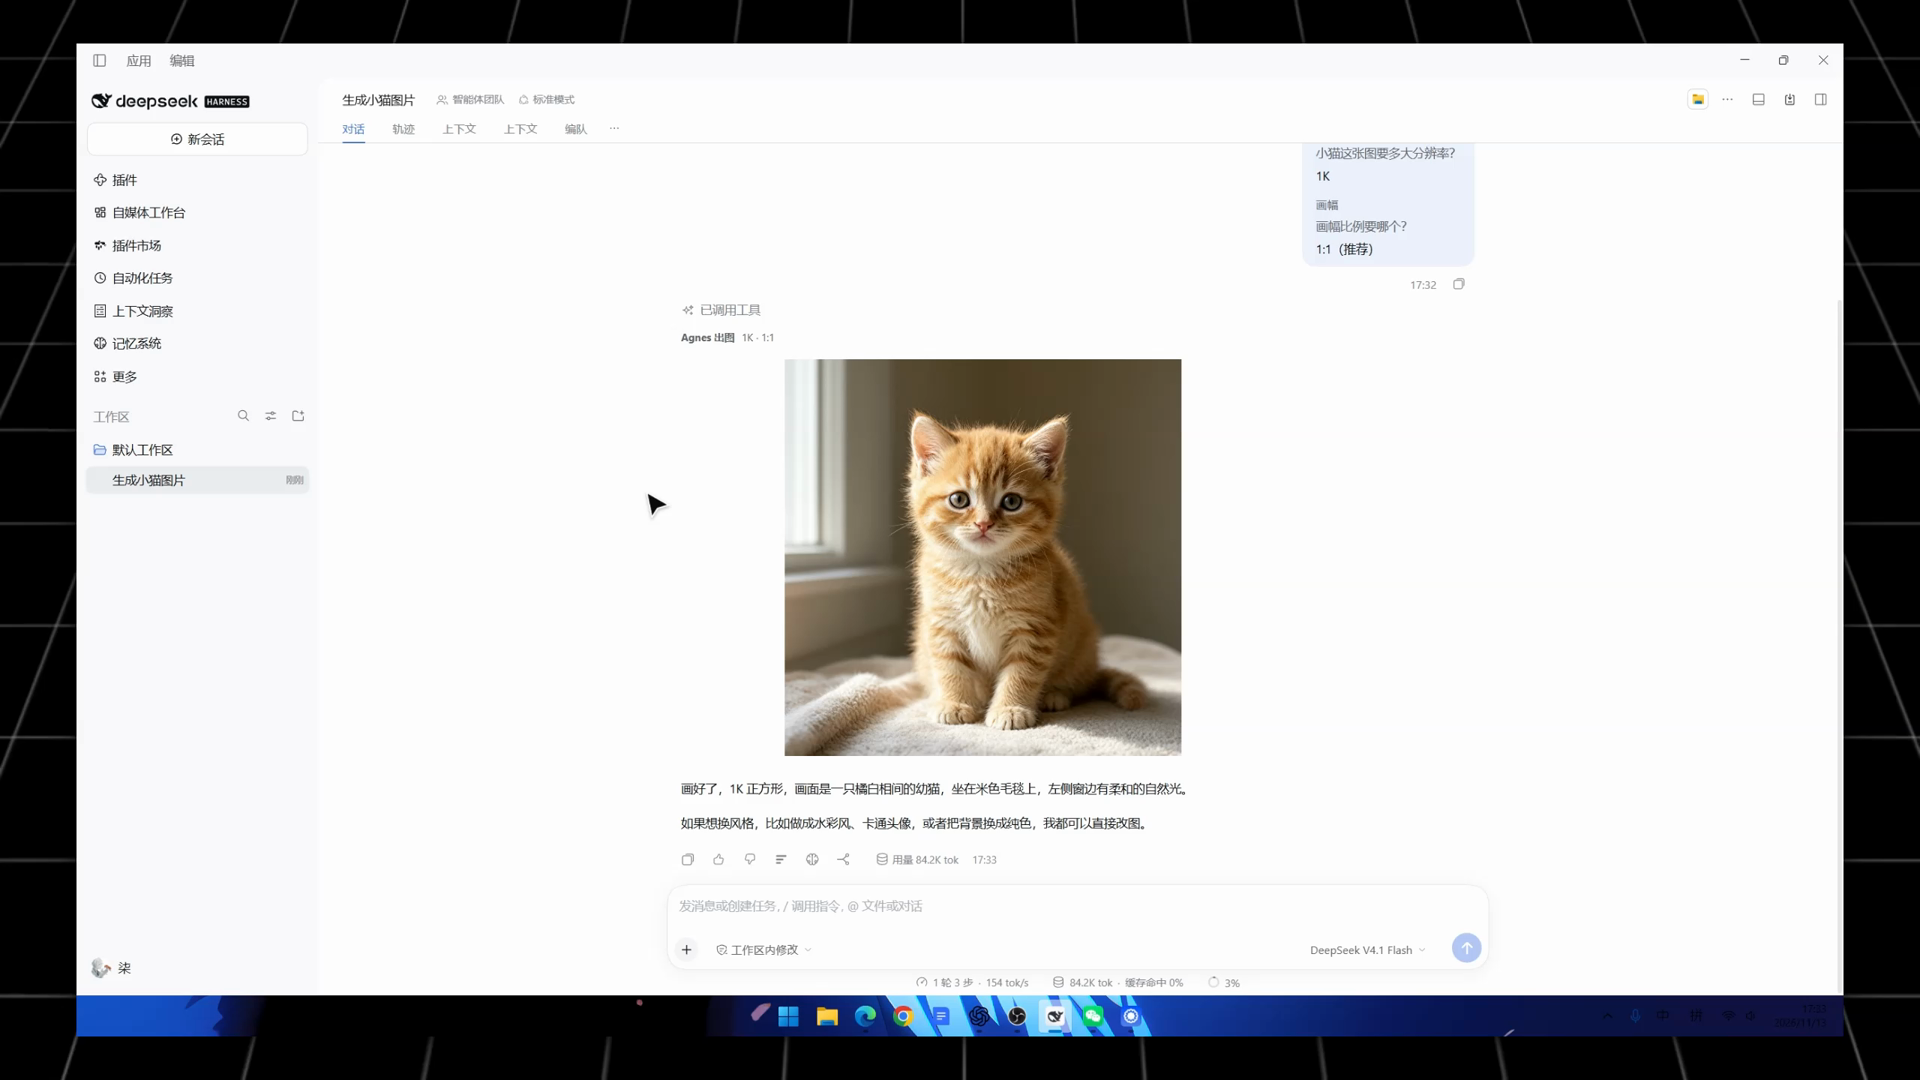 应用 编辑
deepseek HARNESS
新会话
插件
自媒体工作台
插件市场
自动化任务
上下文洞察
记忆系统
更多
工作区
默认工作区
生成小猫图片 刚刚
柒
生成小猫图片 智能体团队 标准模式
对话 轨迹 上下文 上下文 编队 ...
小猫这张图要多大分辨率？
1K
画幅
画幅比例要哪个？
1:1（推荐）
17:32
已调用工具
Agnes 出图 1K · 1:1
画好了，1K 正方形，画面是一只橘白相间的幼猫，坐在米色毛毯上，左侧窗边有柔和的自然光。
如果想换风格，比如做成水彩风、卡通头像，或者把背景换成纯色，我都可以直接改图。
用量 84.2K tok 17:33
发消息或创建任务, / 调用指令, @ 文件或对话
工作区内修改 DeepSeek V4.1 Flash
1 轮 3 步 · 154 tok/s 84.2K tok · 缓存命中 0% 3%
中 拼